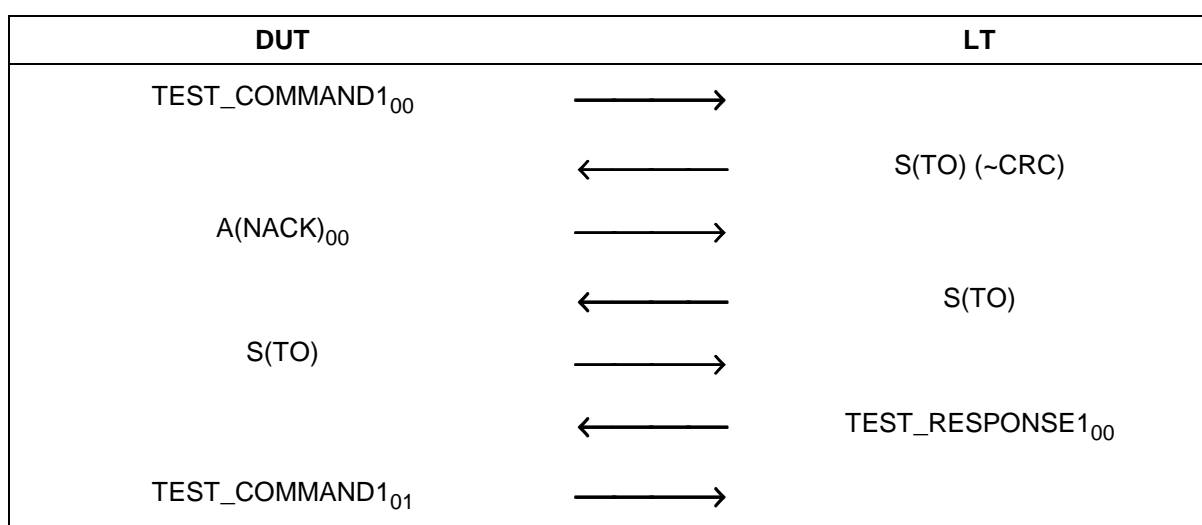 DUT LT
TEST_COMMAND1₀₀
S(TO) (~CRC)
A(NACK)₀₀
S(TO)
S(TO)
TEST_RESPONSE1₀₀
TEST_COMMAND1₀₁